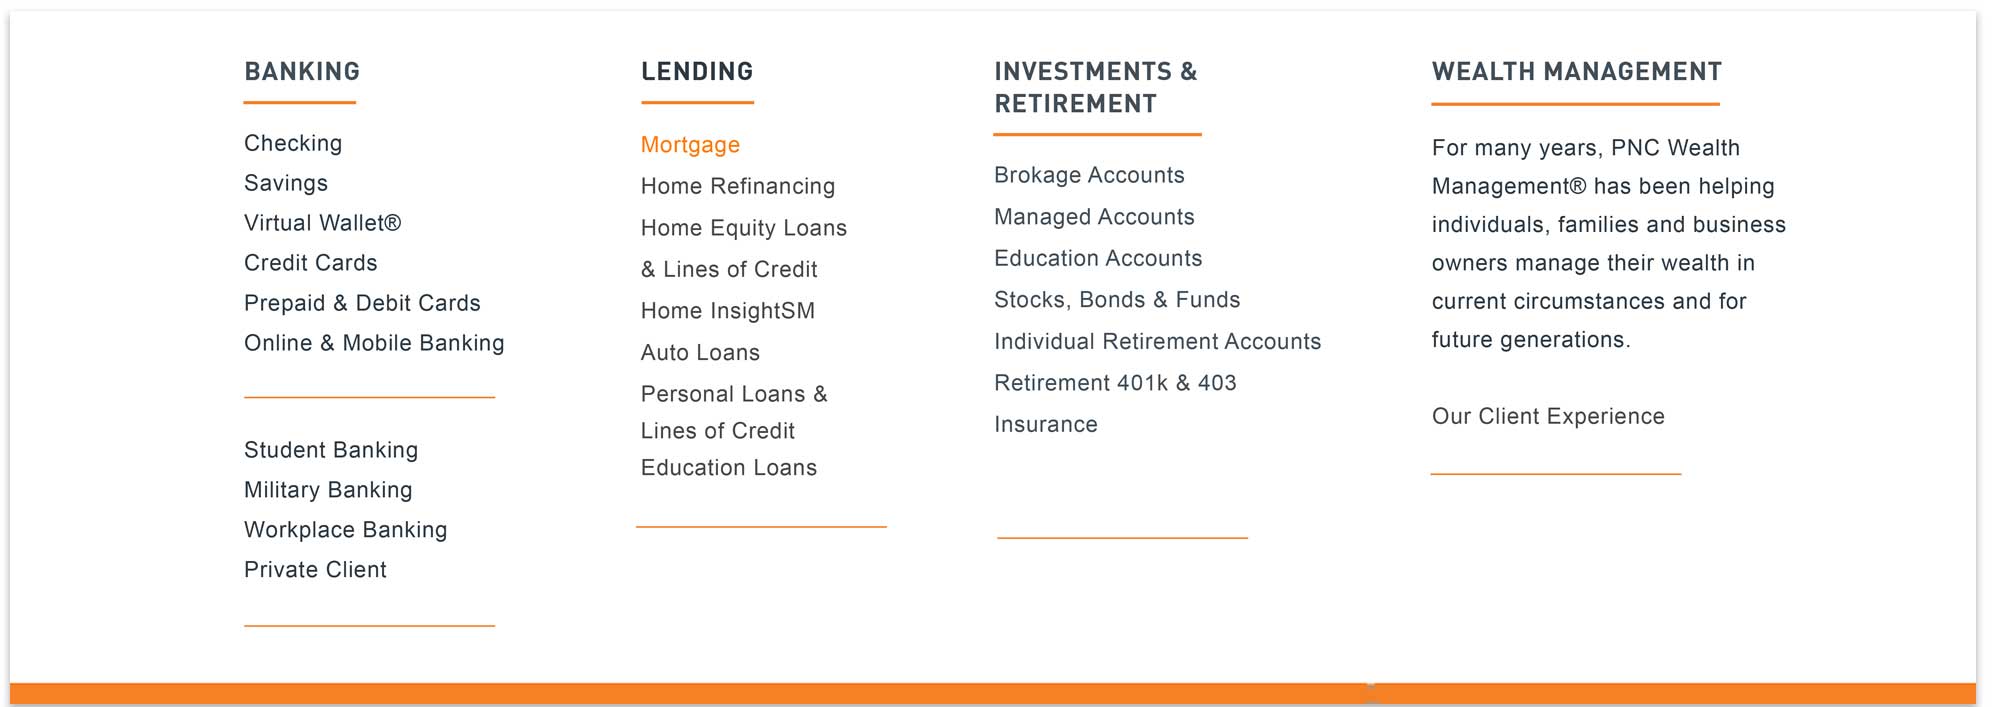 BANKING
Checking
Savings
Virtual Wallet®
Credit Cards
Prepaid & Debit Cards
Online & Mobile Banking
Student Banking
Military Banking
Workplace Banking
Private Client
LENDING
Mortgage
Home Refinancing
Home Equity Loans
& Lines of Credit
Home InsightSM
Auto Loans
Personal Loans &
Lines of Credit
Education Loans
INVESTMENTS &
RETIREMENT
Brokage Accounts
Managed Accounts
Education Accounts
Stocks, Bonds & Funds
Individual Retirement Accounts
Retirement 401k & 403
Insurance
WEALTH MANAGEMENT
For many years, PNC Wealth
Management® has been helping
individuals, families and business
owners manage their wealth in
current circumstances and for
future generations.
Our Client Experience